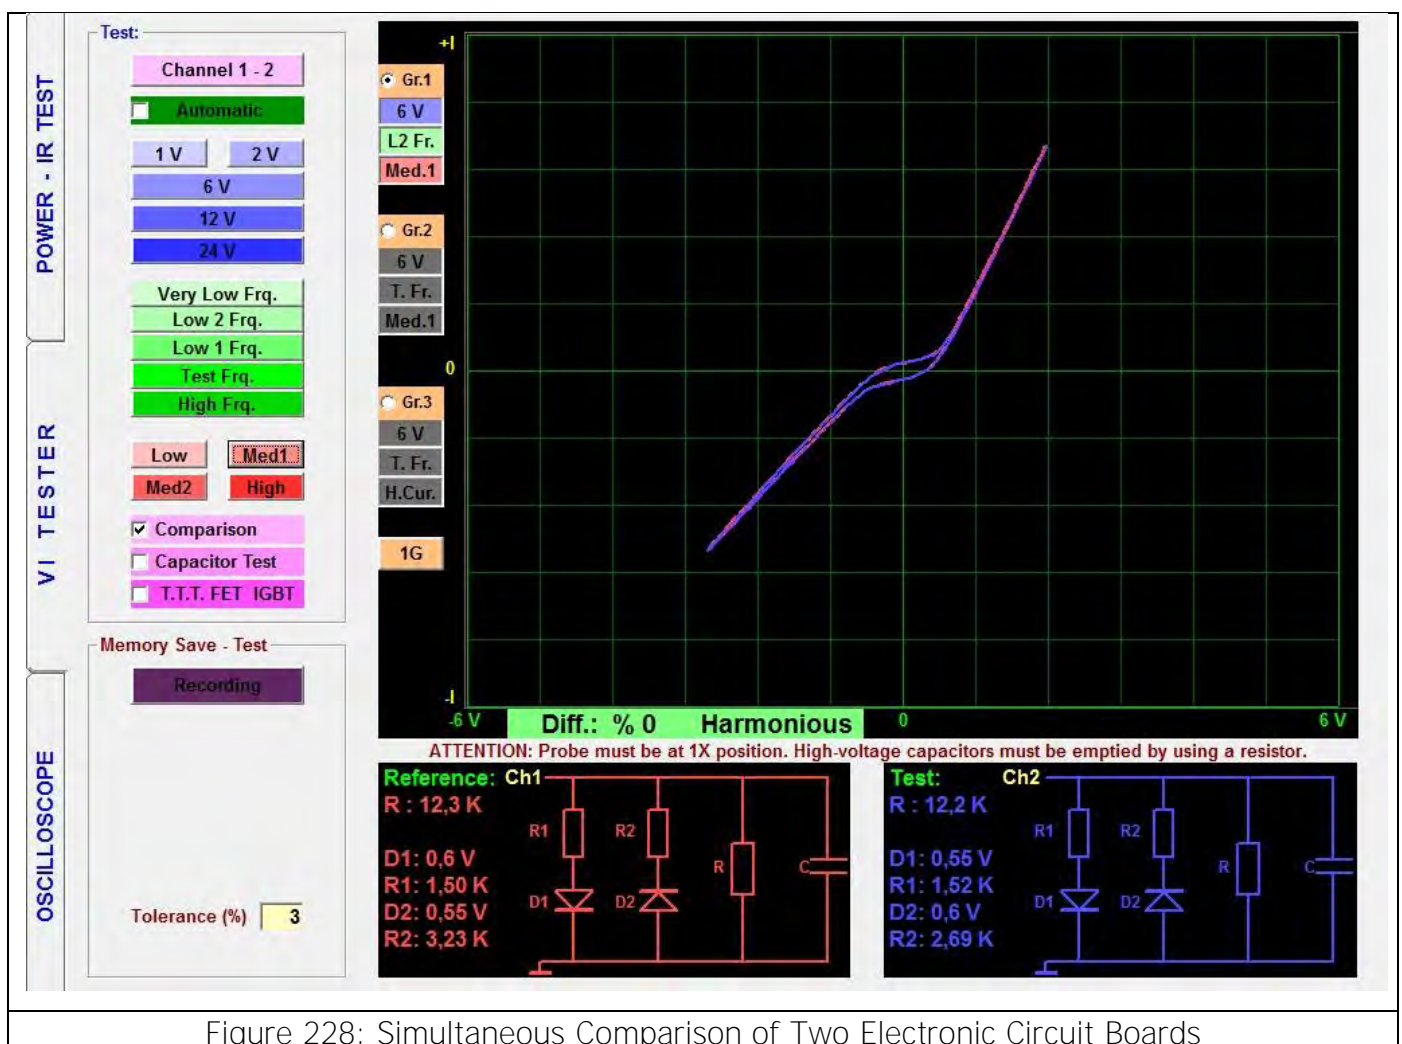 POWER - IR TEST
VI TESTER
OSCILLOSCOPE
Test:
Channel 1 - 2
Automatic
1 V
2 V
6 V
12 V
24 V
Very Low Frq.
Low 2 Frq.
Low 1 Frq.
Test Frq.
High Frq.
Low
Med1
Med2
High
Comparison
Capacitor Test
T.T.T. FET IGBT
Memory Save - Test
Recording
Tolerance (%)
3
Gr.1
6 V
L2 Fr.
Med.1
Gr.2
6 V
T. Fr.
Med.1
Gr.3
6 V
T. Fr.
H.Cur.
1G
+I
0
-I
-6 V
Diff.: % 0 Harmonious
0
6 V
ATTENTION: Probe must be at 1X position. High-voltage capacitors must be emptied by using a resistor.
Reference: Ch1
R : 12,3 K
D1: 0,6 V
R1: 1,50 K
D2: 0,55 V
R2: 3,23 K
R1
R2
R
C
D1
D2
Test: Ch2
R : 12,2 K
D1: 0,55 V
R1: 1,52 K
D2: 0,6 V
R2: 2,69 K
R1
R2
R
C
D1
D2
Figure 228: Simultaneous Comparison of Two Electronic Circuit Boards